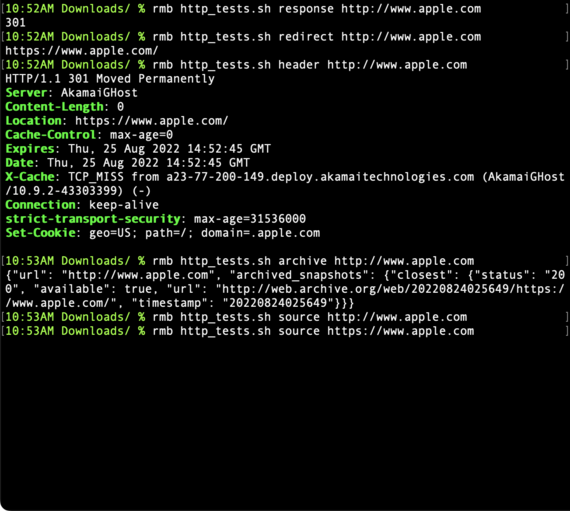 [10:52AM Downloads/ % rmb http_tests.sh response http://www.apple.com ]
301
[10:52AM Downloads/ % rmb http_tests.sh redirect http://www.apple.com ]
https://www.apple.com/
[10:52AM Downloads/ % rmb http_tests.sh header http://www.apple.com ]
HTTP/1.1 301 Moved Permanently
Server: AkamaiGHost
Content-Length: 0
Location: https://www.apple.com/
Cache-Control: max-age=0
Expires: Thu, 25 Aug 2022 14:52:45 GMT
Date: Thu, 25 Aug 2022 14:52:45 GMT
X-Cache: TCP_MISS from a23-77-200-149.deploy.akamaitechnologies.com (AkamaiGHost
/10.9.2-43303399) (-)
Connection: keep-alive
strict-transport-security: max-age=31536000
Set-Cookie: geo=US; path=/; domain=.apple.com
[10:53AM Downloads/ % rmb http_tests.sh archive http://www.apple.com ]
{"url": "http://www.apple.com", "archived_snapshots": {"closest": {"status": "20
0", "available": true, "url": "http://web.archive.org/web/20220824025649/https:/
/www.apple.com/", "timestamp": "20220824025649"}}}
[10:53AM Downloads/ % rmb http_tests.sh source http://www.apple.com ]
[10:53AM Downloads/ % rmb http_tests.sh source https://www.apple.com ]